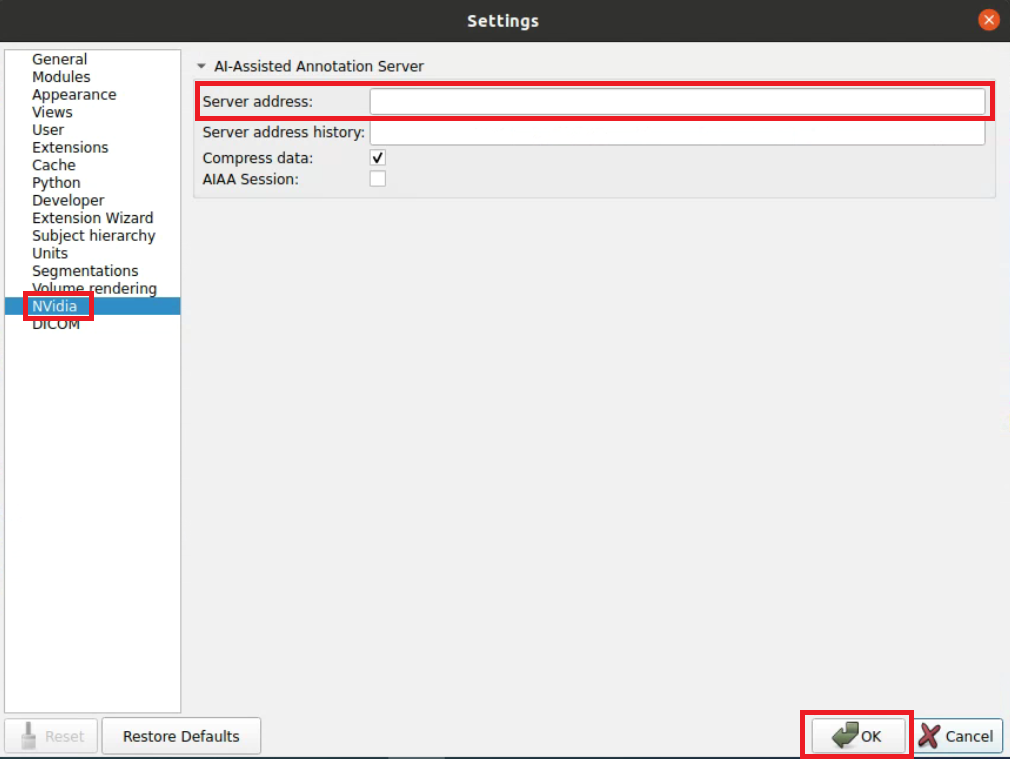 Settings
General
Modules
Appearance
Views
User
Extensions
Cache
Python
Developer
Extension Wizard
Subject hierarchy
Units
Segmentations
Volume rendering
NVidia
DICOM
AI-Assisted Annotation Server
Server address:
Server address history:
Compress data:
AIAA Session:
Reset
Restore Defaults
OK
Cancel